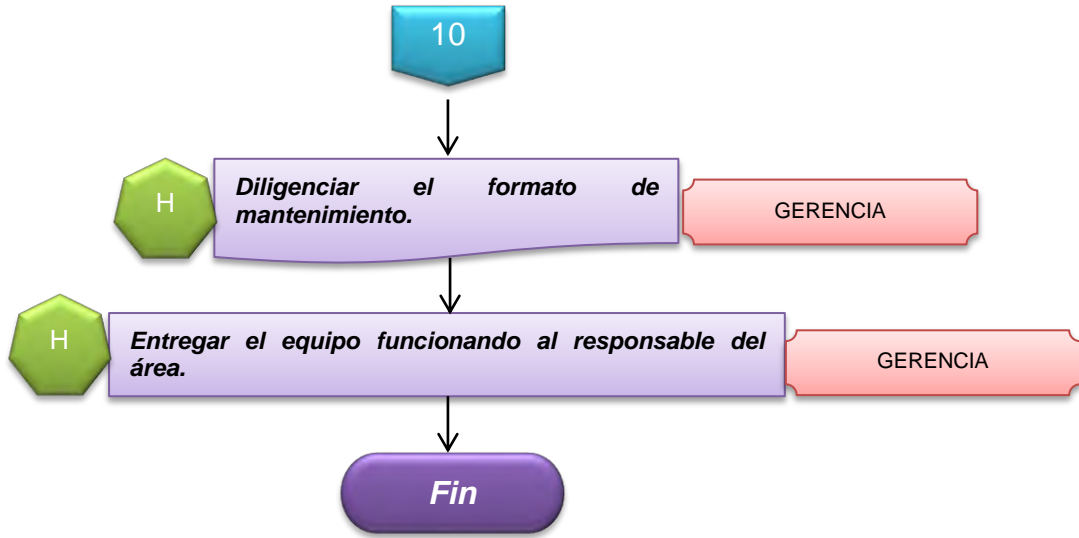 10
H
Diligenciar el formato de
mantenimiento.
GERENCIA
H
Entregar el equipo funcionando al responsable del
área.
GERENCIA
Fin